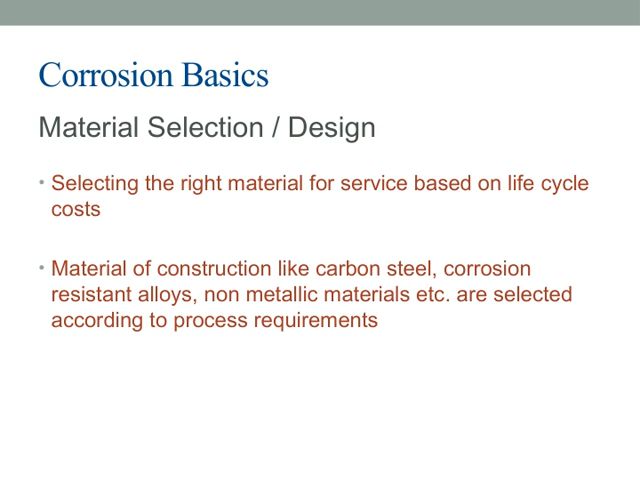 Corrosion Basics
Material Selection / Design
• Selecting the right material for service based on life cycle
costs
• Material of construction like carbon steel, corrosion
resistant alloys, non metallic materials etc. are selected
according to process requirements